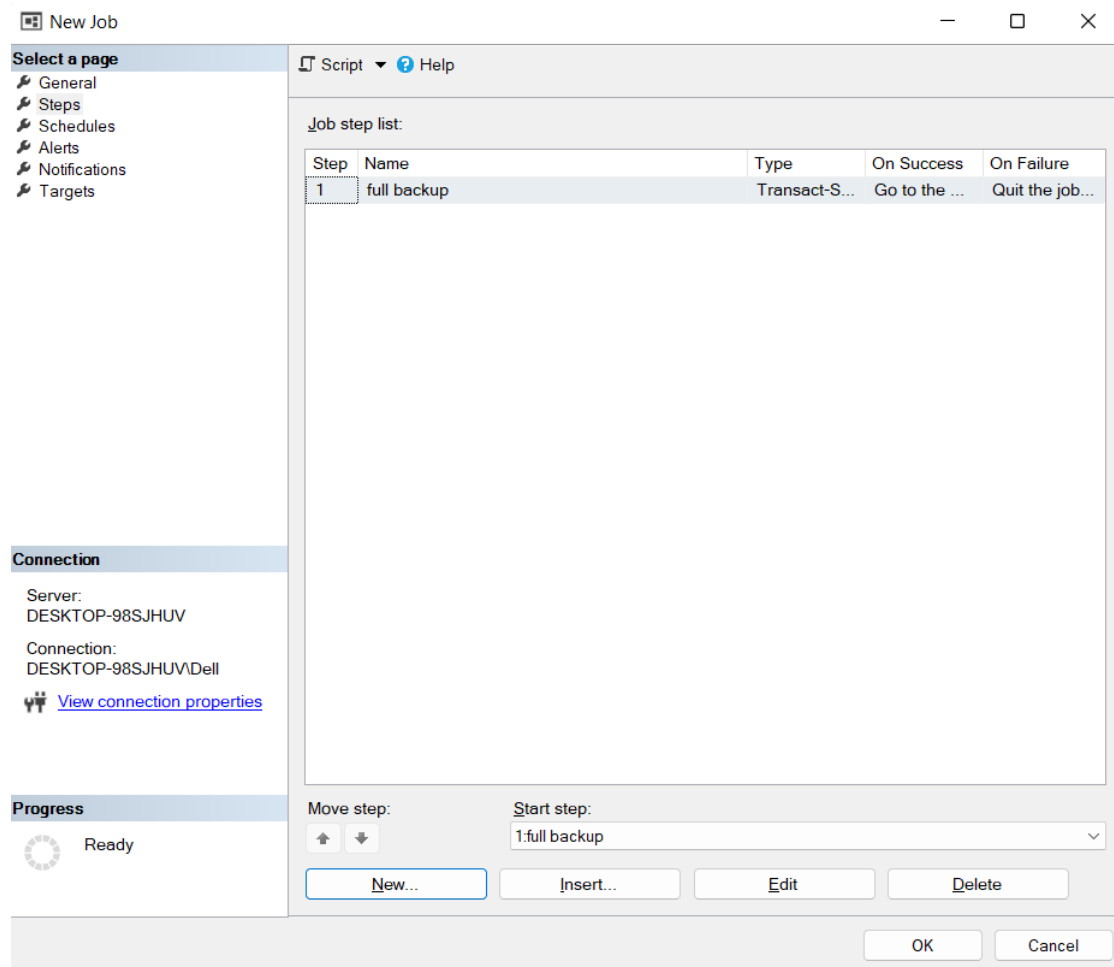 New Job
Select a page
General
Steps
Schedules
Alerts
Notifications
Targets
Script
Help
Job step list:
Step Name Type On Success On Failure
1 full backup Transact-S... Go to the ... Quit the job...
Connection
Server:
DESKTOP-98SJHUV
Connection:
DESKTOP-98SJHUV\Dell
View connection properties
Progress
Ready
Move step:
Start step:
1:full backup
New...
Insert...
Edit
Delete
OK
Cancel